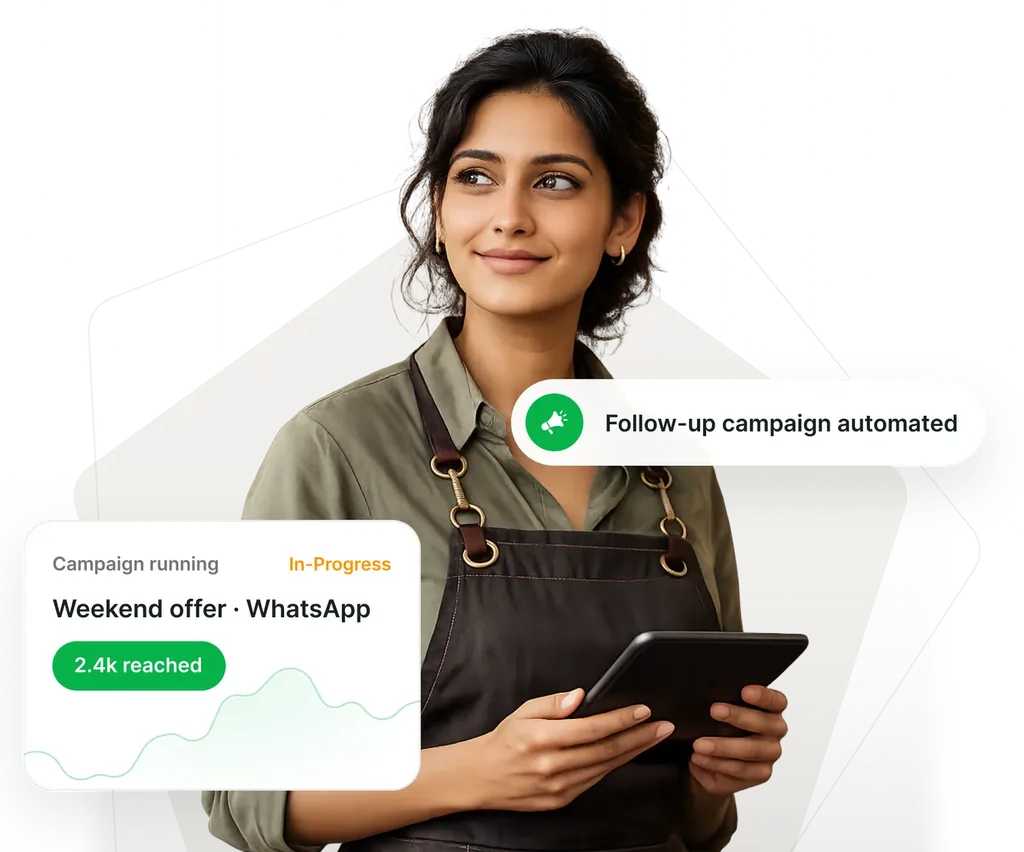 Follow-up campaign automated
Campaign running
In-Progress
Weekend offer · WhatsApp
2.4k reached